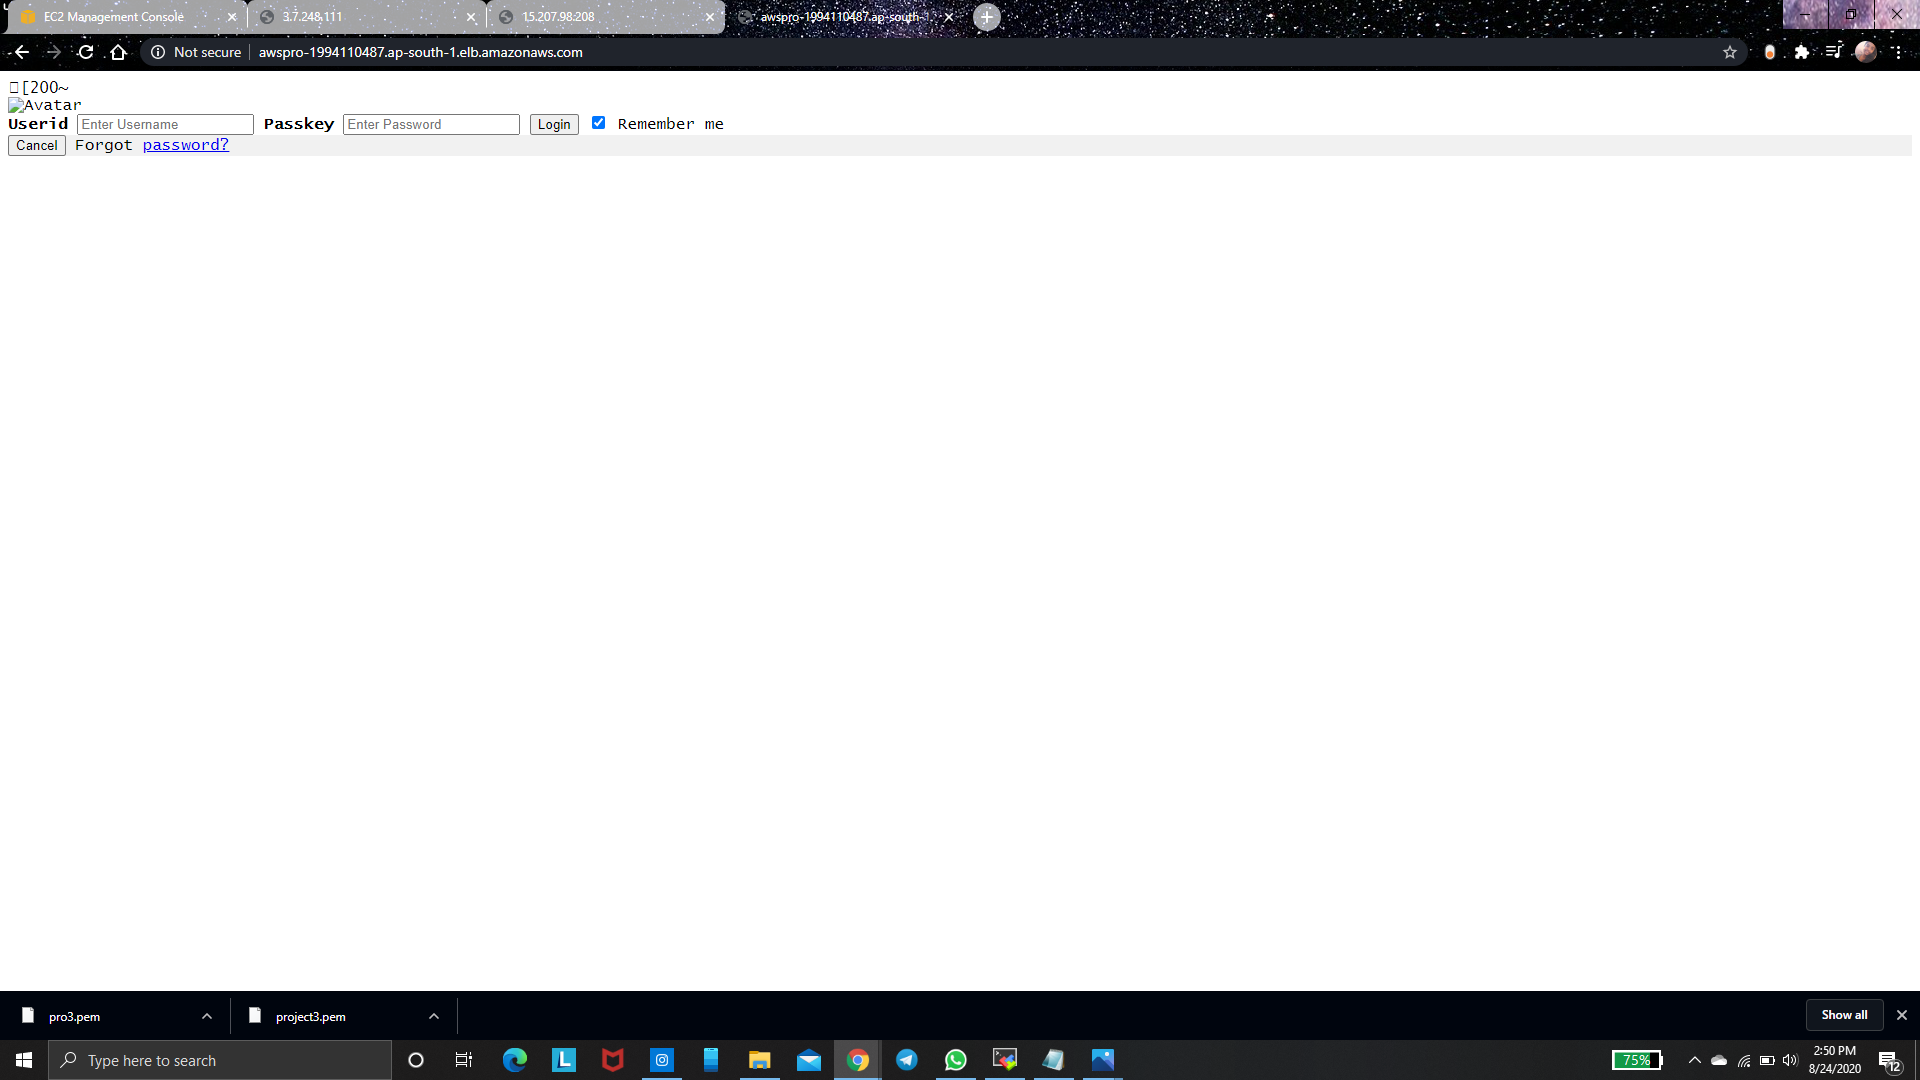 EC2 Management Console
3.7.248.111
15.207.98.208
awspro-1994110487.ap-south-1.
Not secure
awspro-1994110487.ap-south-1.elb.amazonaws.com
[200~
Avatar
Userid Enter Username Passkey Enter Password Login Remember me
Cancel Forgot password?
pro3.pem
project3.pem
Show all
Type here to search
L
75%
2:50 PM
8/24/2020
12